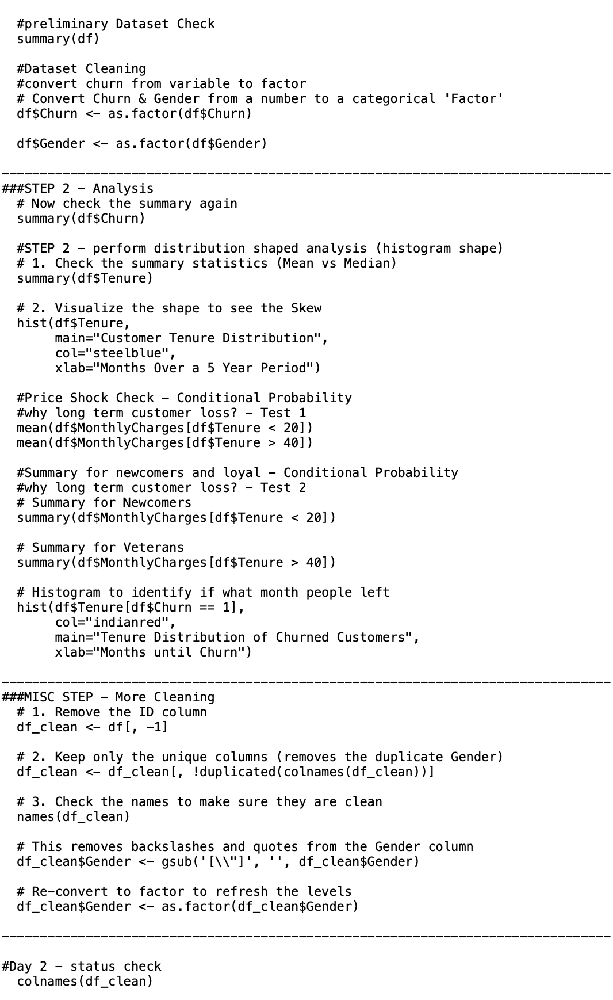 #preliminary Dataset Check
summary(df)
#Dataset Cleaning
#convert churn from variable to factor
# Convert Churn & Gender from a number to a categorical 'Factor'
df$Churn <- as.factor(df$Churn)
df$Gender <- as.factor(df$Gender)
--------------------------------------------------------------------------------
###STEP 2 - Analysis
# Now check the summary again
summary(df$Churn)
#STEP 2 - perform distribution shaped analysis (histogram shape)
# 1. Check the summary statistics (Mean vs Median)
summary(df$Tenure)
# 2. Visualize the shape to see the Skew
hist(df$Tenure,
main="Customer Tenure Distribution",
col="steelblue",
xlab="Months Over a 5 Year Period")
#Price Shock Check - Conditional Probability
#why long term customer loss? - Test 1
mean(df$MonthlyCharges[df$Tenure < 20])
mean(df$MonthlyCharges[df$Tenure > 40])
#Summary for newcomers and loyal - Conditional Probability
#why long term customer loss? - Test 2
# Summary for Newcomers
summary(df$MonthlyCharges[df$Tenure < 20])
# Summary for Veterans
summary(df$MonthlyCharges[df$Tenure > 40])
# Histogram to identify if what month people left
hist(df$Tenure[df$Churn == 1],
col="indianred",
main="Tenure Distribution of Churned Customers",
xlab="Months until Churn")
--------------------------------------------------------------------------------
###MISC STEP - More Cleaning
# 1. Remove the ID column
df_clean <- df[, -1]
# 2. Keep only the unique columns (removes the duplicate Gender)
df_clean <- df_clean[, !duplicated(colnames(df_clean))]
# 3. Check the names to make sure they are clean
names(df_clean)
# This removes backslashes and quotes from the Gender column
df_clean$Gender <- gsub('[\\"]', '', df_clean$Gender)
# Re-convert to factor to refresh the levels
df_clean$Gender <- as.factor(df_clean$Gender)
--------------------------------------------------------------------------------
#Day 2 - status check
colnames(df_clean)